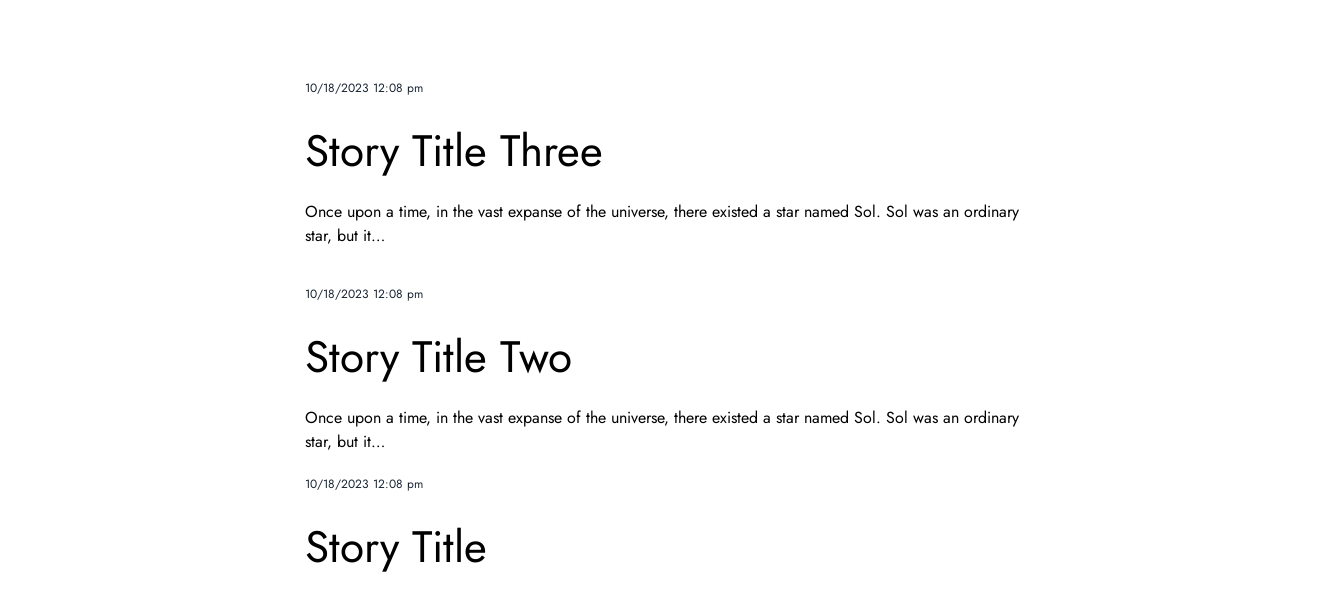 10/18/2023 12:08 pm
Story Title Three
Once upon a time, in the vast expanse of the universe, there existed a star named Sol. Sol was an ordinary
star, but it...
10/18/2023 12:08 pm
Story Title Two
Once upon a time, in the vast expanse of the universe, there existed a star named Sol. Sol was an ordinary
star, but it...
10/18/2023 12:08 pm
Story Title